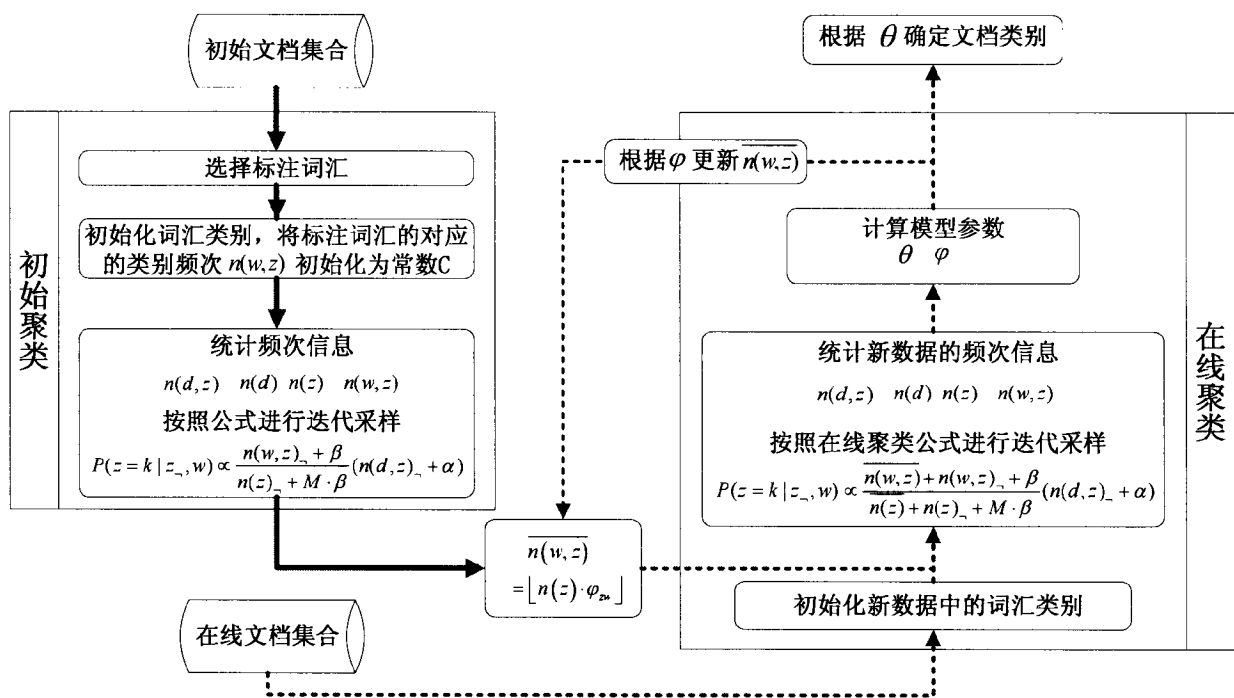 初始文档集合
初始聚类
选择标注词汇
初始化词汇类别，将标注词汇的对应
的类别频次 n(w,z) 初始化为常数C
统计频次信息
n(d,z) n(d) n(z) n(w,z)
按照公式进行迭代采样
P(z=k|z¬,w)∝ (n(w,z)¬+β)/(n(z)¬+M·β) (n(d,z)¬+α)
n(w,z)̅
=⌊n(z)·φzw⌋
在线文档集合
根据 θ 确定文档类别
根据φ 更新 n(w,z)̅
在线聚类
计算模型参数
θ φ
统计新数据的频次信息
n(d,z) n(d) n(z) n(w,z)
按照在线聚类公式进行迭代采样
P(z=k|z¬,w)∝ (n(w,z)̅+n(w,z)¬+β)/(n(z)̅+n(z)¬+M·β) (n(d,z)¬+α)
初始化新数据中的词汇类别